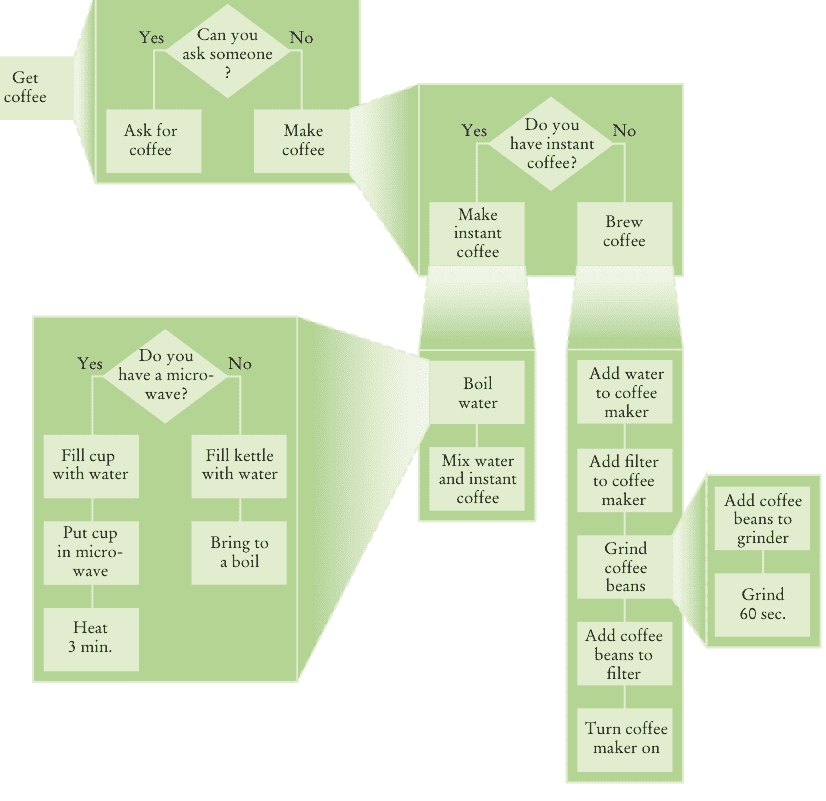 Get
coffee
Yes
Can you
ask someone
?
No
Ask for
coffee
Make
coffee
Yes
Do you
have instant
coffee?
No
Make
instant
coffee
Brew
coffee
Yes
Do you
have a micro-
wave?
No
Fill cup
with water
Put cup
in micro-
wave
Heat
3 min.
Fill kettle
with water
Bring to
a boil
Boil
water
Mix water
and instant
coffee
Add water
to coffee
maker
Add filter
to coffee
maker
Grind
coffee
beans
Add coffee
beans to
filter
Turn coffee
maker on
Add coffee
beans to
grinder
Grind
60 sec.